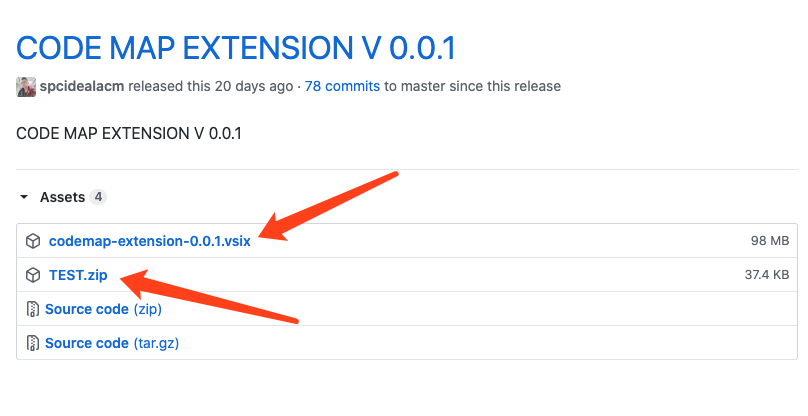 CODE MAP EXTENSION V 0.0.1
spcidealacm released this 20 days ago · 78 commits to master since this release
CODE MAP EXTENSION V 0.0.1
Assets 4
codemap-extension-0.0.1.vsix 98 MB
TEST.zip 37.4 KB
Source code (zip)
Source code (tar.gz)